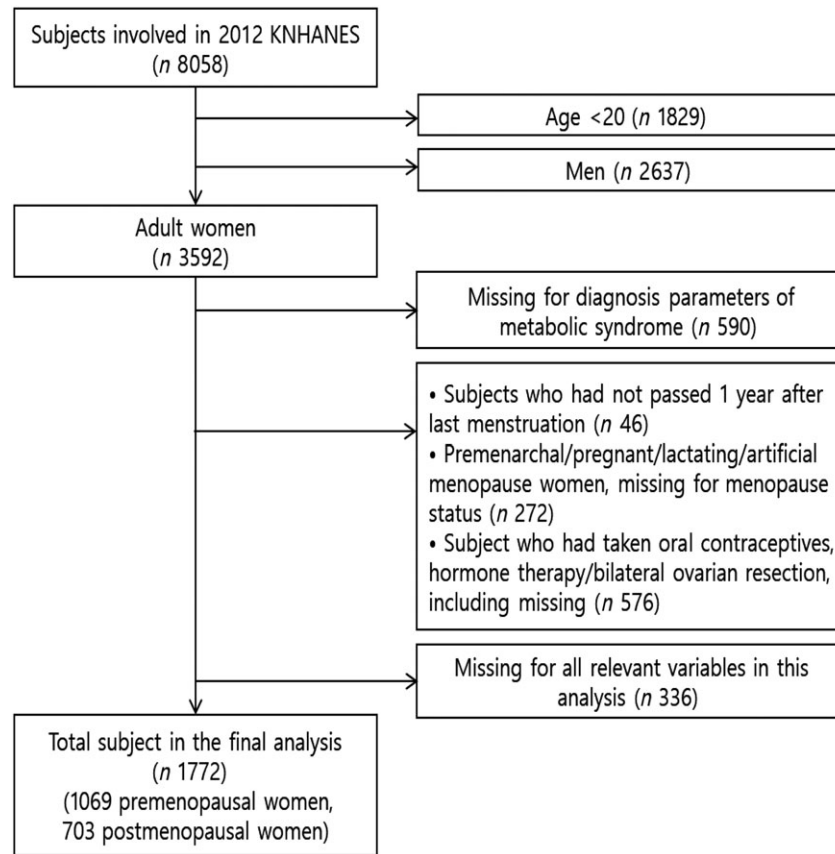 Subjects involved in 2012 KNHANES
(n 8058)
Age <20 (n 1829)
Men (n 2637)
Adult women
(n 3592)
Missing for diagnosis parameters of
metabolic syndrome (n 590)
• Subjects who had not passed 1 year after
last menstruation (n 46)
• Premenarchal/pregnant/lactating/artificial
menopause women, missing for menopause
status (n 272)
• Subject who had taken oral contraceptives,
hormone therapy/bilateral ovarian resection,
including missing (n 576)
Missing for all relevant variables in this
analysis (n 336)
Total subject in the final analysis
(n 1772)
(1069 premenopausal women,
703 postmenopausal women)